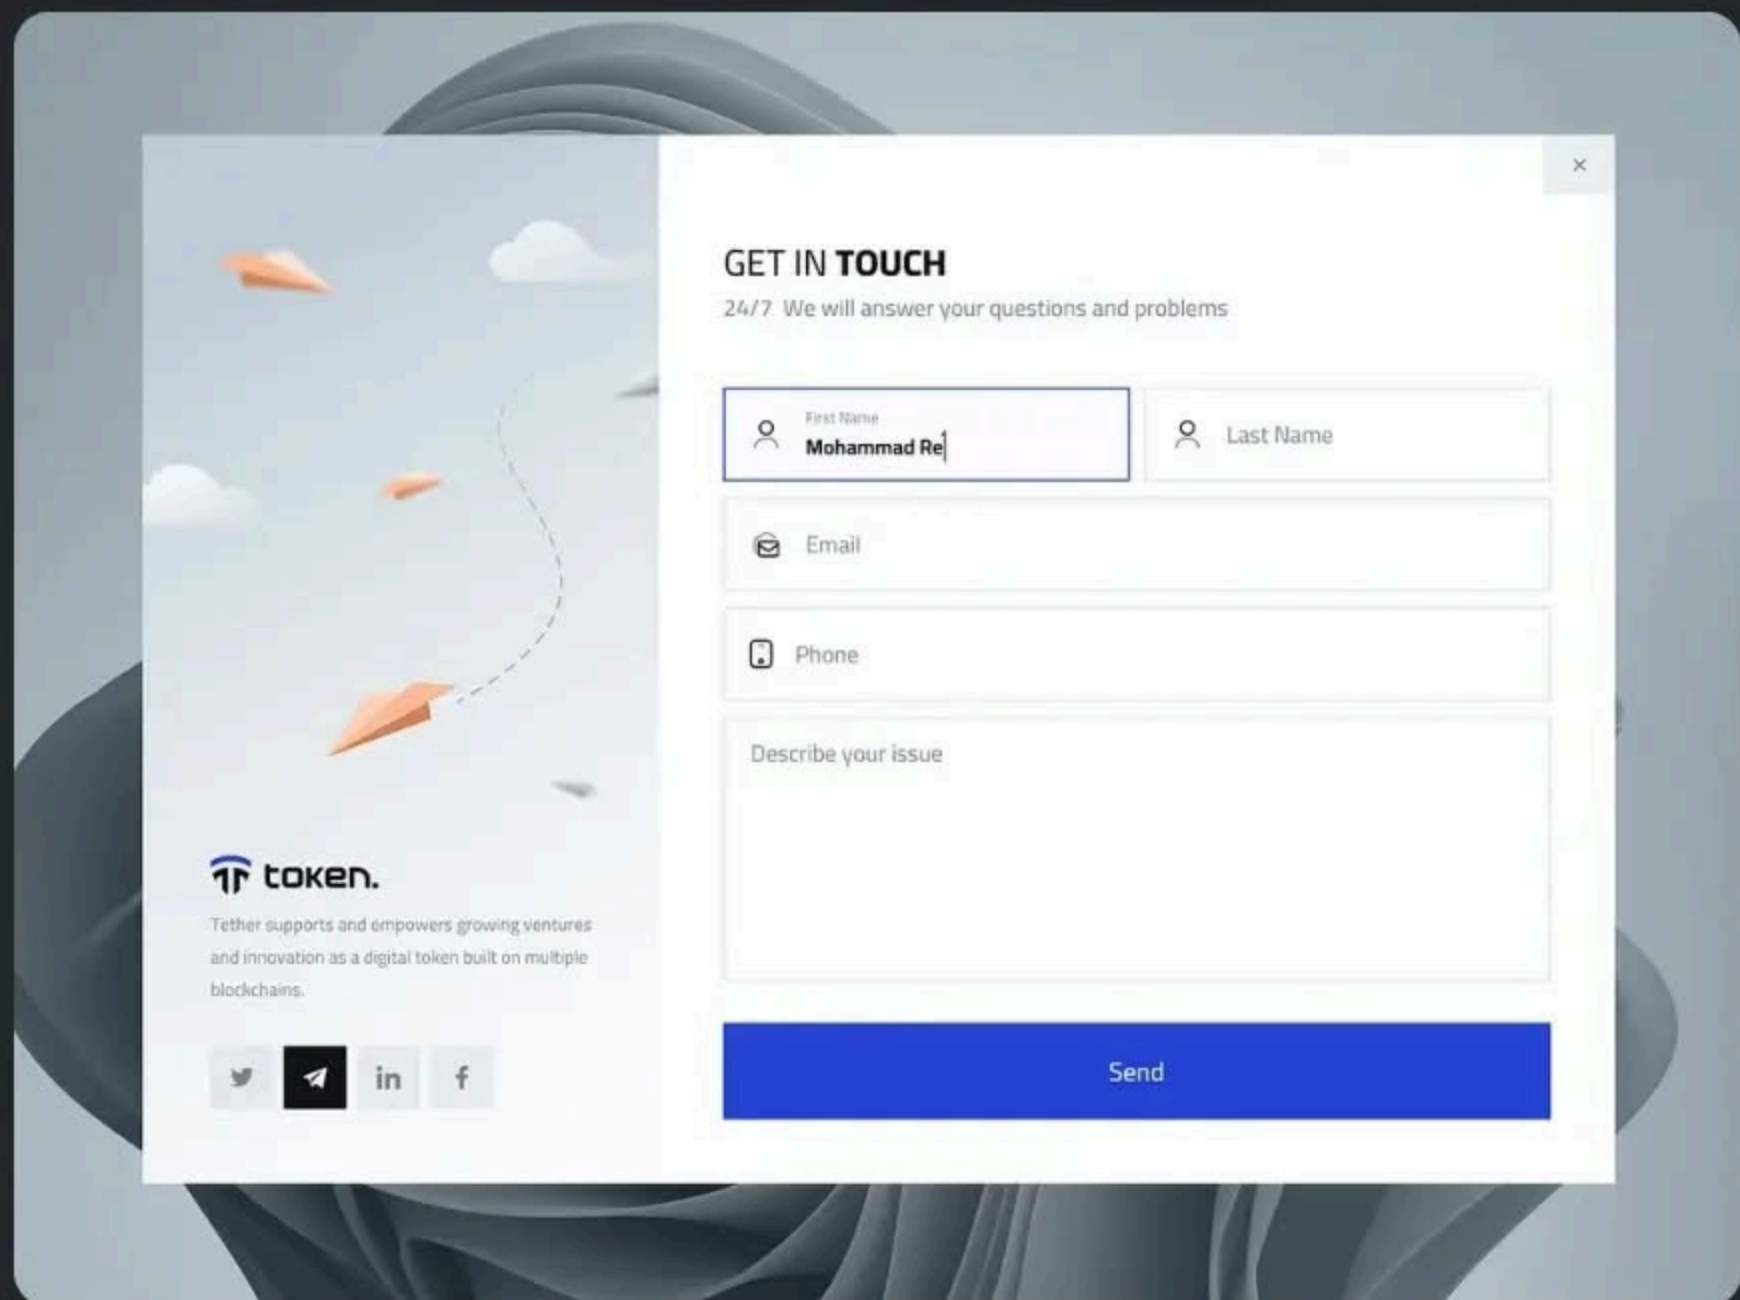 GET IN TOUCH
24/7 We will answer your questions and problems
First Name
Mohammad Re
Last Name
Email
Phone
Describe your issue
Send
token.
Tether supports and empowers growing ventures
and innovation as a digital token built on multiple
blockchains.